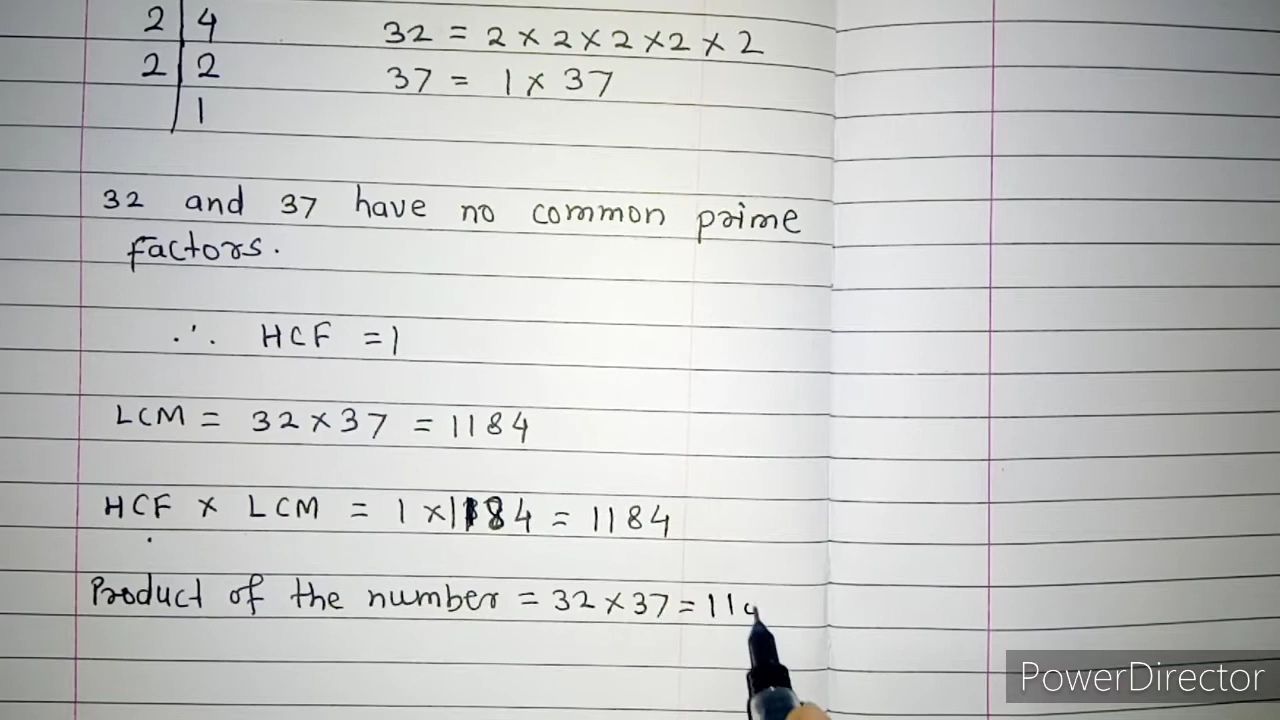 2 | 4
32 = 2 × 2 × 2 × 2 × 2
2 | 2
37 = 1 × 37
1
32 and 37 have no common prime
factors.
∴ HCF = 1
LCM = 32 × 37 = 1184
HCF × LCM = 1 × 1184 = 1184
Product of the number = 32 × 37 = 11
PowerDirector